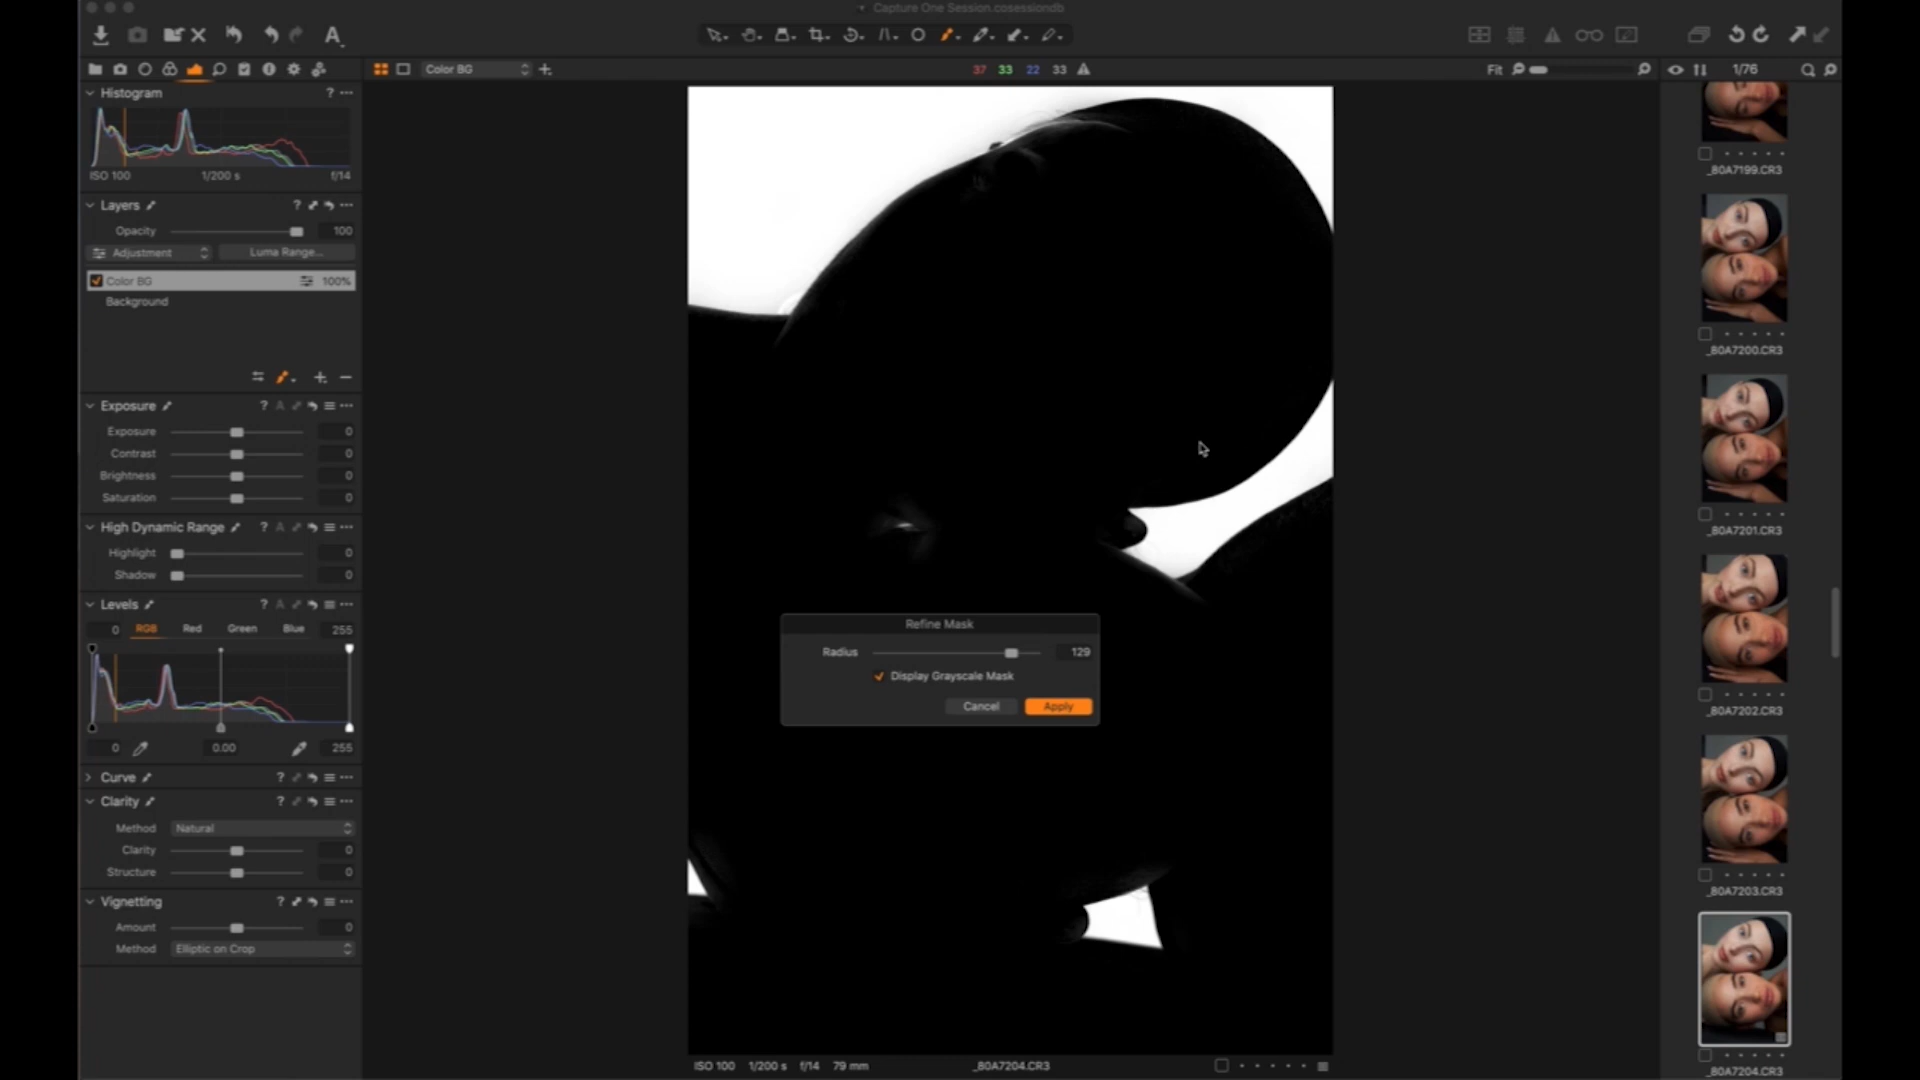 Capture One Session.cosessiondb
A
Color BG
37 33 22 33
Fit
1/76
Histogram
? ...
ISO 100 1/200 s f/14
Layers
?
...
Opacity 100
Adjustment
Luma Range...
Color BG 100%
Background
Exposure
? A
...
Exposure 0
Contrast 0
Brightness 0
Saturation 0
High Dynamic Range
? A
...
Highlight 0
Shadow 0
Levels
? A
...
0 RGB Red Green Blue 255
0 0.00 255
Curve
?
...
Clarity
?
...
Method Natural
Clarity 0
Structure 0
Vignetting
?
...
Amount 0
Method Elliptic on Crop
Refine Mask
Radius 129
Display Grayscale Mask
Cancel Apply
ISO 100 1/200 s f/14 79 mm
_80A7204.CR3
_80A7199.CR3
_80A7200.CR3
_80A7201.CR3
_80A7202.CR3
_80A7203.CR3
_80A7204.CR3